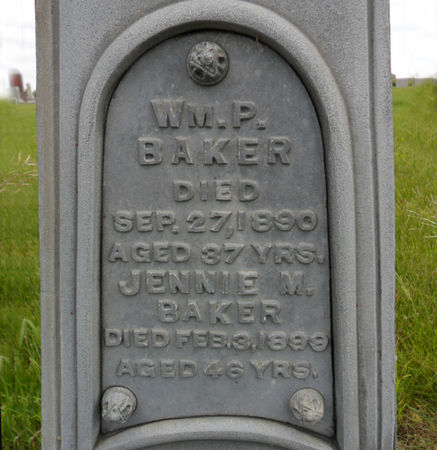 WM. P.
BAKER
DIED
SEP. 27, 1890
AGED 37 YRS.
JENNIE M.
BAKER
DIED FEB. 3, 1899
AGED 46 YRS.